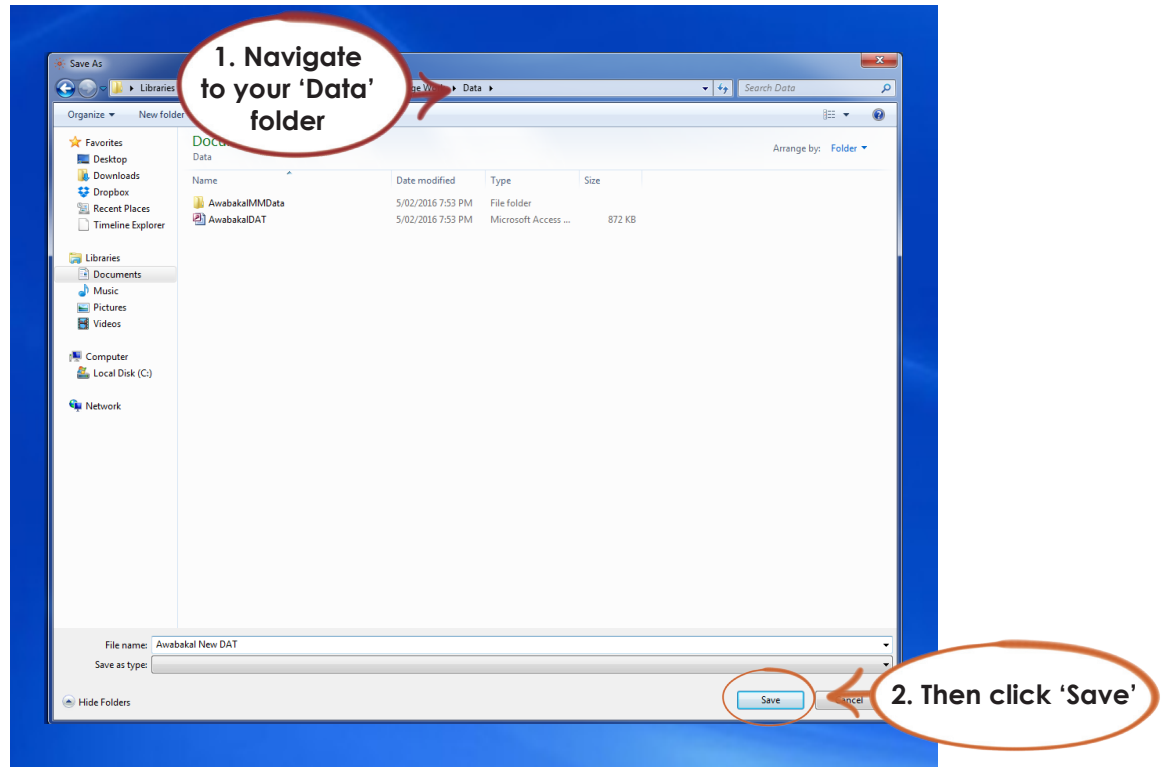 1. Navigate
to your ‘Data’
folder
Save As
Libraries Data Search Data
Organize New folder
Favorites
Desktop
Downloads
Dropbox
Recent Places
Timeline Explorer
Libraries
Documents
Music
Pictures
Videos
Computer
Local Disk (C:)
Network
Data
Arrange by: Folder
Name Date modified Type Size
AwabakalMMData 5/02/2016 7:53 PM File folder
AwabakalDAT 5/02/2016 7:53 PM Microsoft Access ... 872 KB
File name: Awabakal New DAT
Save as type:
Hide Folders Save Cancel
2. Then click ‘Save’